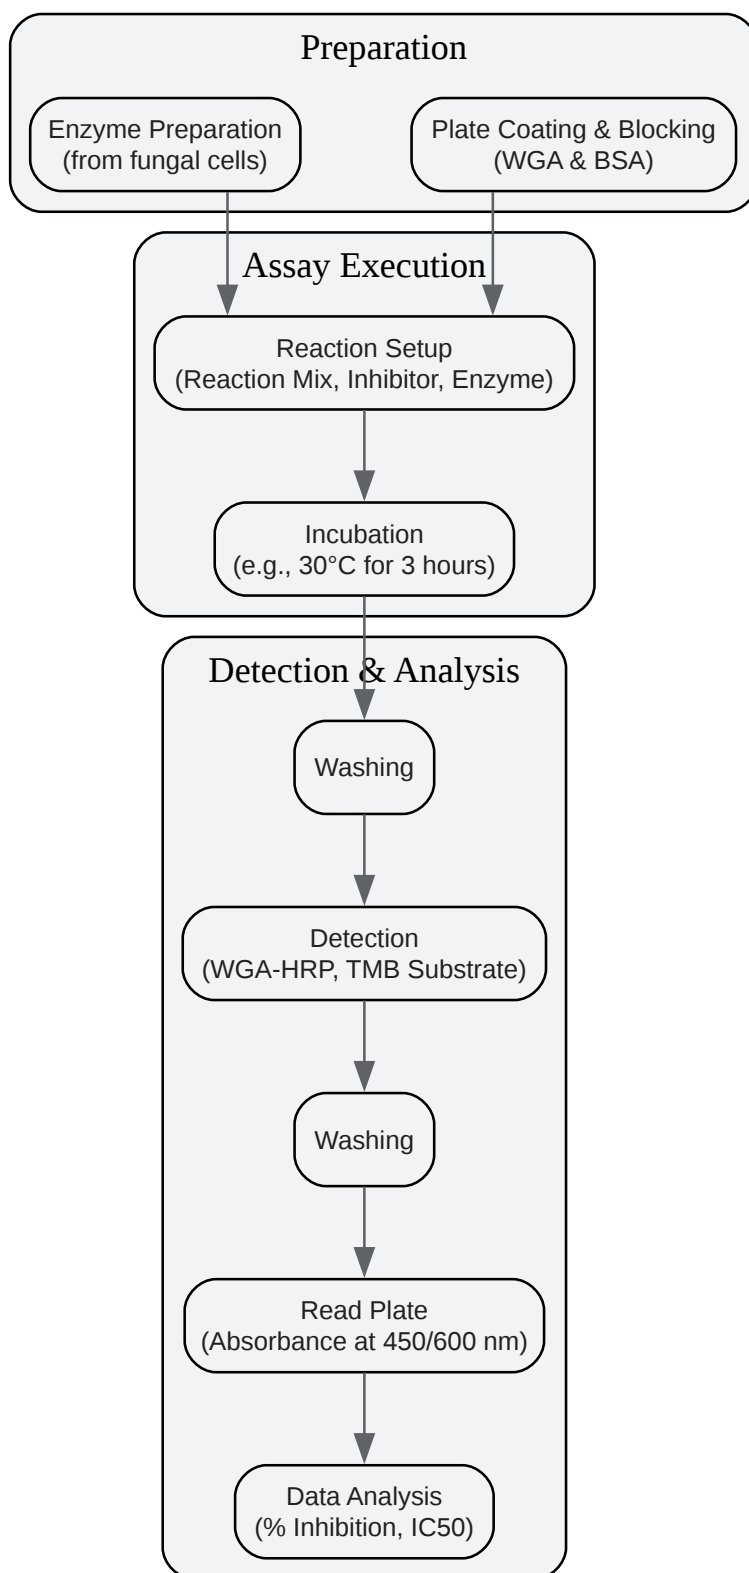 Preparation
Enzyme Preparation
(from fungal cells)
Plate Coating & Blocking
(WGA & BSA)
Assay Execution
Reaction Setup
(Reaction Mix, Inhibitor, Enzyme)
Incubation
(e.g., 30°C for 3 hours)
Detection & Analysis
Washing
Detection
(WGA-HRP, TMB Substrate)
Washing
Read Plate
(Absorbance at 450/600 nm)
Data Analysis
(% Inhibition, IC50)